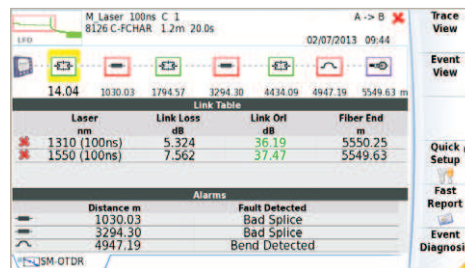 M_Laser 100ns C 1 A -> B
8126 C-FCHAR 1.2m 20.0s
LFD 02/07/2013 09:44
14.04 1030.03 1794.57 3294.30 4434.09 4947.19 5549.63 m
Link Table
Laser Link Loss Link Orl Fiber End
nm dB dB m
1310 (100ns) 5.324 36.19 5550.25
1550 (100ns) 7.562 37.47 5549.63
Alarms
Distance m Fault Detected
1030.03 Bad Splice
3294.30 Bad Splice
4947.19 Bend Detected
SM-OTDR
Trace
View
Event
View
Quick
Setup
Fast
Report
Event
Diagnosi